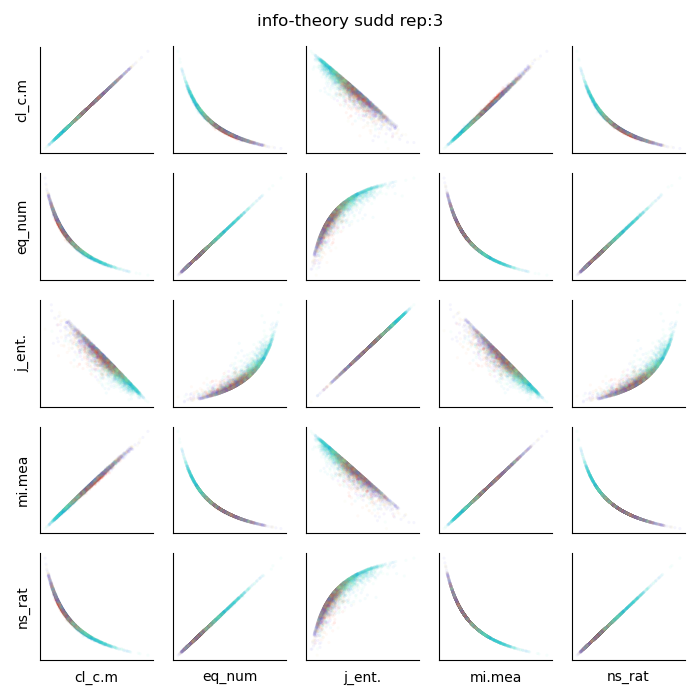 info-theory sudd rep:3
cl_c.m
eq_num
j_ent.
mi.mea
ns_rat
cl_c.m eq_num j_ent. mi.mea ns_rat